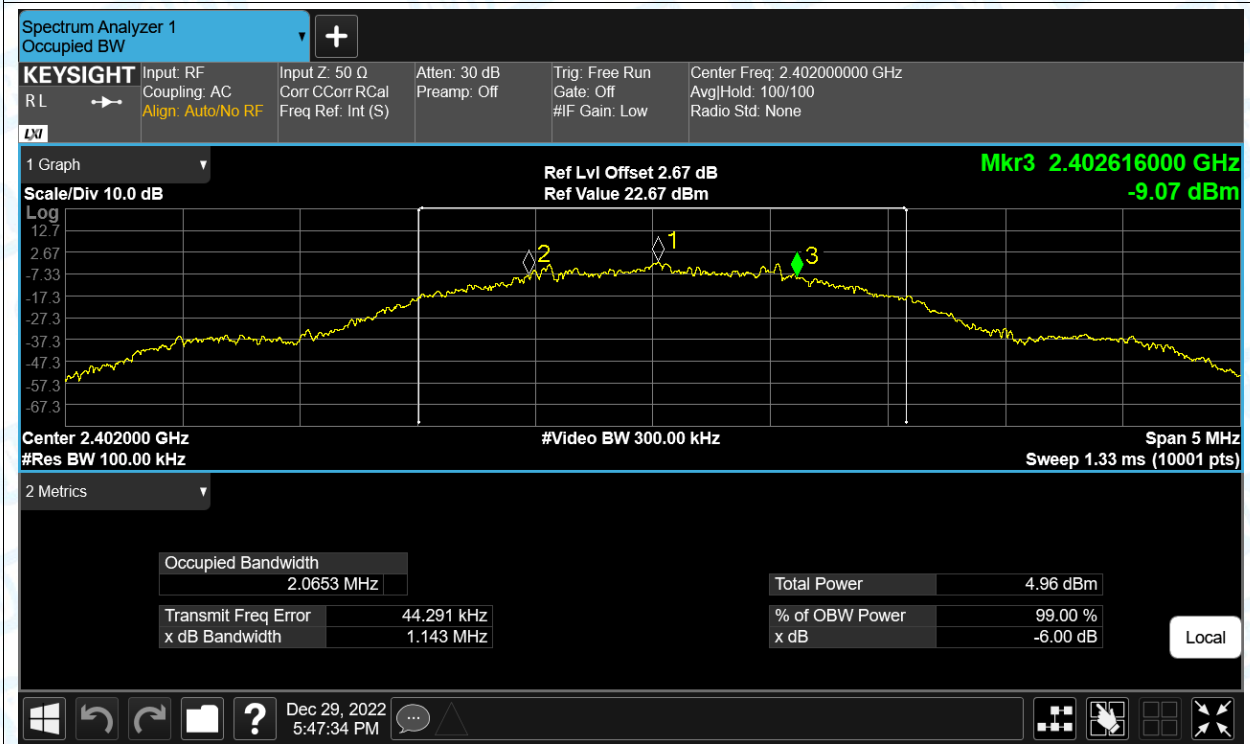 Spectrum Analyzer 1
Occupied BW
KEYSIGHT
R L
LXI
Input: RF
Coupling: AC
Align: Auto/No RF
Input Z: 50 Ω
Corr CCorr RCal
Freq Ref: Int (S)
Atten: 30 dB
Preamp: Off
Trig: Free Run
Gate: Off
#IF Gain: Low
Center Freq: 2.402000000 GHz
Avg|Hold: 100/100
Radio Std: None
1 Graph
Scale/Div 10.0 dB
Ref Lvl Offset 2.67 dB
Ref Value 22.67 dBm
Mkr3 2.402616000 GHz
-9.07 dBm
Log
12.7
2.67
-7.33
-17.3
-27.3
-37.3
-47.3
-57.3
-67.3
2
1
3
Center 2.402000 GHz
#Res BW 100.00 kHz
#Video BW 300.00 kHz
Span 5 MHz
Sweep 1.33 ms (10001 pts)
2 Metrics
Occupied Bandwidth
2.0653 MHz
Transmit Freq Error 44.291 kHz
x dB Bandwidth 1.143 MHz
Total Power 4.96 dBm
% of OBW Power 99.00 %
x dB -6.00 dB
Local
?
Dec 29, 2022
5:47:34 PM